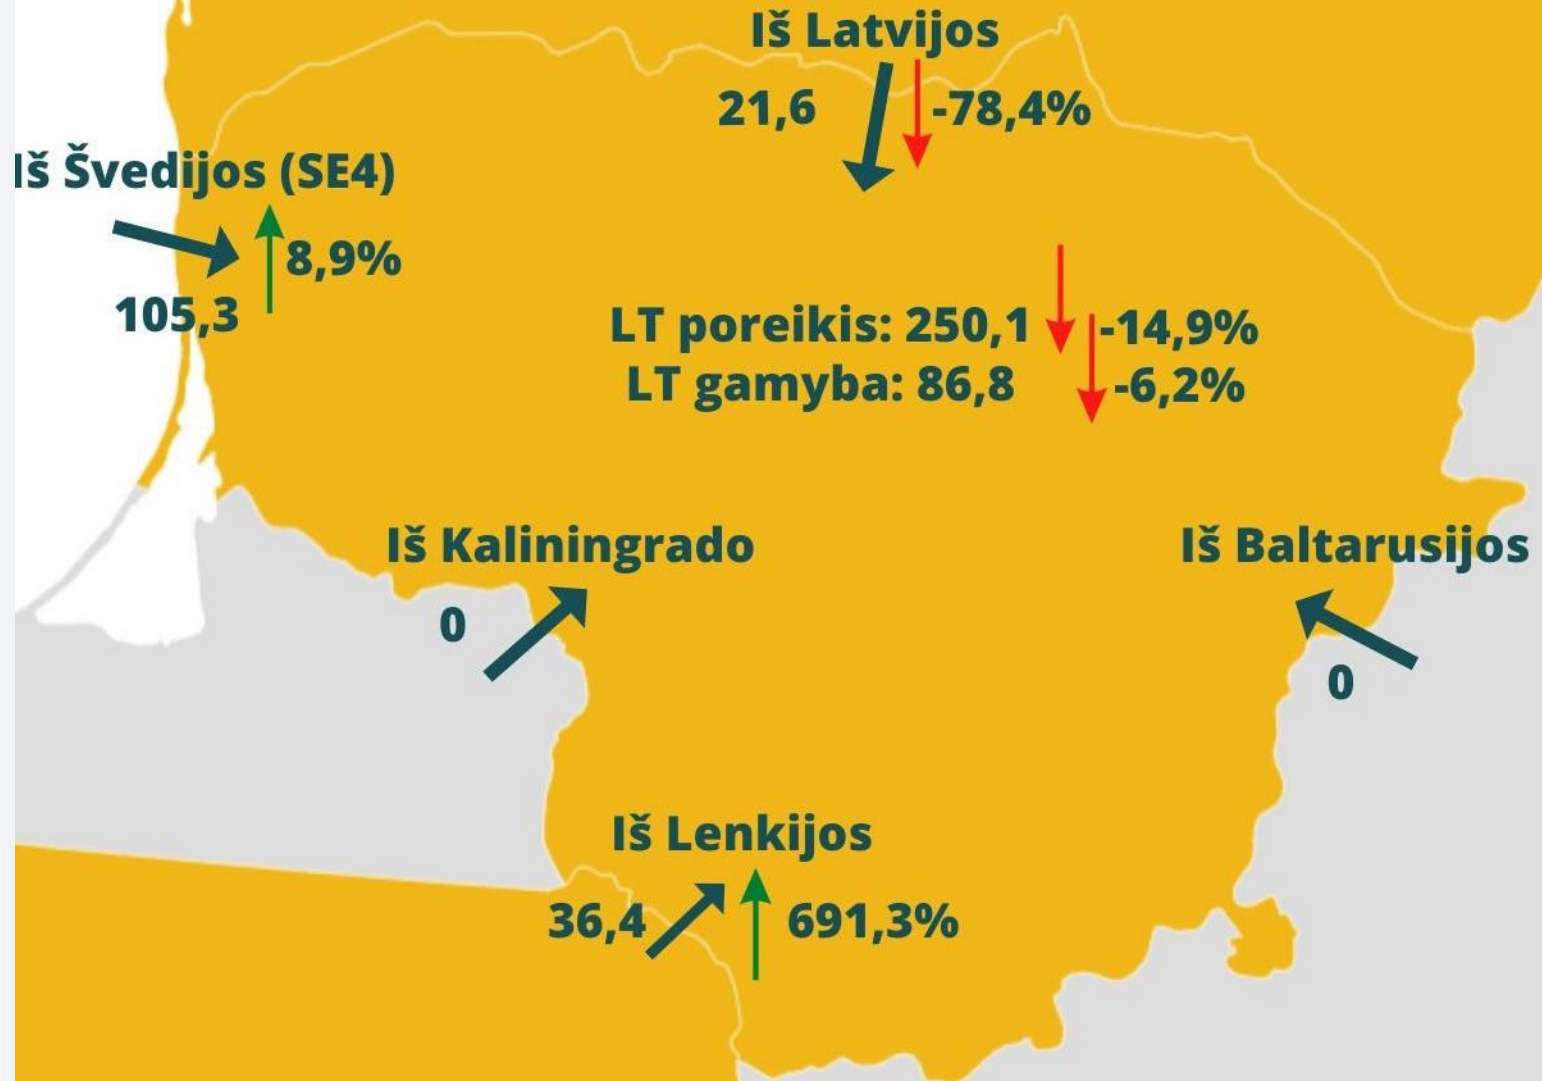 Iš Latvijos
21,6 -78,4%
Iš Švedijos (SE4)
8,9%
105,3
LT poreikis: 250,1 -14,9%
LT gamyba: 86,8 -6,2%
Iš Kaliningrado
0
Iš Baltarusijos
0
Iš Lenkijos
36,4 691,3%